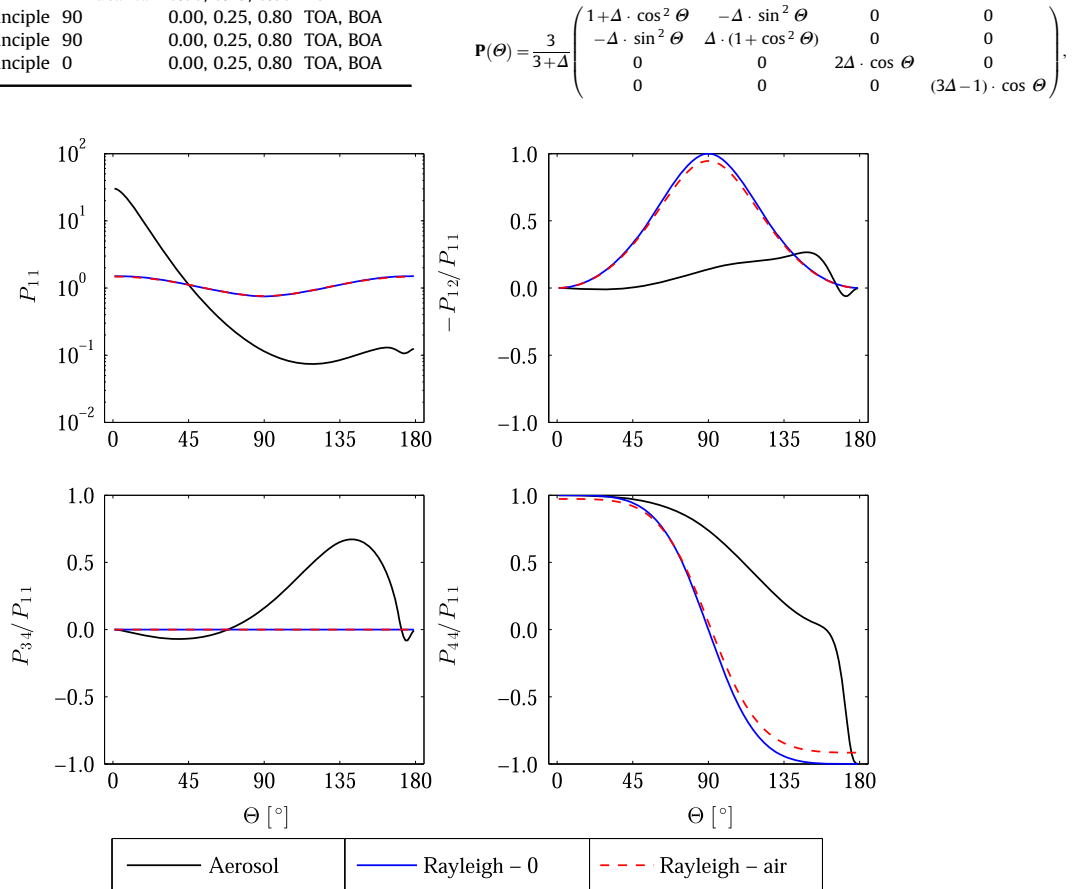 nciple 90 0.00, 0.25, 0.80 TOA, BOA
nciple 90 0.00, 0.25, 0.80 TOA, BOA
nciple 0 0.00, 0.25, 0.80 TOA, BOA
P(Θ) = 3/(3+Δ) ( 1+Δ · cos² Θ −Δ · sin² Θ 0 0
−Δ · sin² Θ Δ · (1+cos² Θ) 0 0
0 0 2Δ · cos Θ 0
0 0 0 (3Δ−1) · cos Θ ),
P₁₁
10²
10¹
10⁰
10⁻¹
10⁻²
0 45 90 135 180
−P₁₂/P₁₁
1.0
0.5
0.0
−0.5
−1.0
0 45 90 135 180
P₃₄/P₁₁
1.0
0.5
0.0
−0.5
−1.0
0 45 90 135 180
Θ [°]
P₄₄/P₁₁
1.0
0.5
0.0
−0.5
−1.0
0 45 90 135 180
Θ [°]
Aerosol Rayleigh – 0 Rayleigh – air